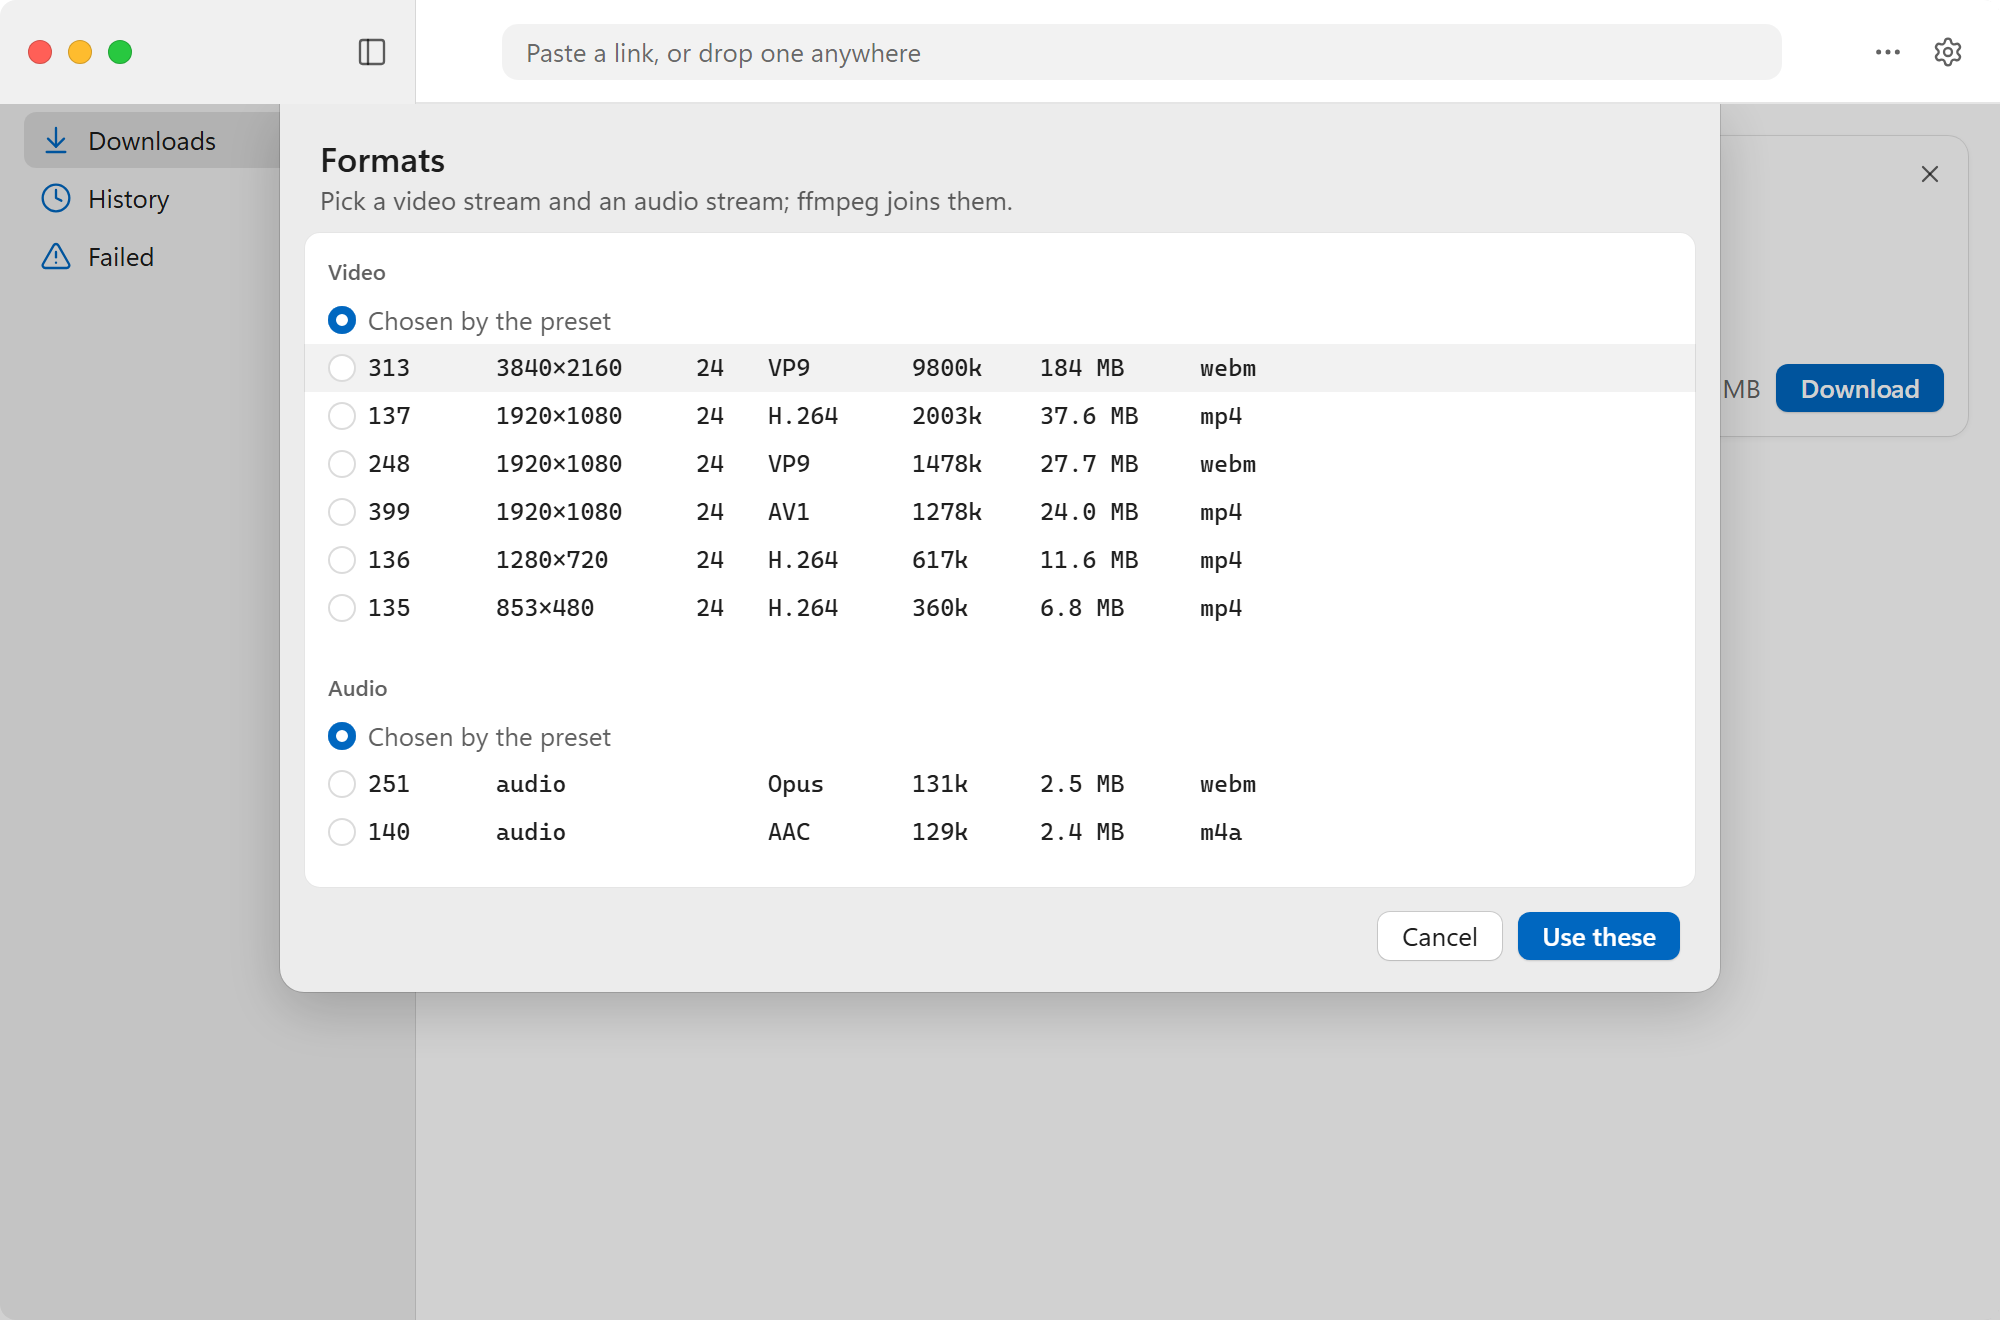 Paste a link, or drop one anywhere
Downloads
History
Failed
Formats
Pick a video stream and an audio stream; ffmpeg joins them.
Video
Chosen by the preset
313 3840×2160 24 VP9 9800k 184 MB webm
137 1920×1080 24 H.264 2003k 37.6 MB mp4
248 1920×1080 24 VP9 1478k 27.7 MB webm
399 1920×1080 24 AV1 1278k 24.0 MB mp4
136 1280×720 24 H.264 617k 11.6 MB mp4
135 853×480 24 H.264 360k 6.8 MB mp4
Audio
Chosen by the preset
251 audio Opus 131k 2.5 MB webm
140 audio AAC 129k 2.4 MB m4a
Cancel Use these
MB Download